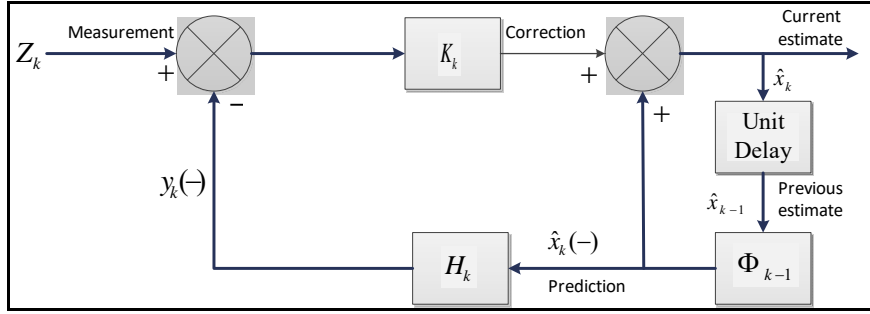 Measurement
Z_k
+
−
K_k
Correction
+
+
Current
estimate
x̂_k
Unit
Delay
x̂_{k−1}
Previous
estimate
y_k(−)
H_k
x̂_k(−)
Prediction
Φ_{k−1}